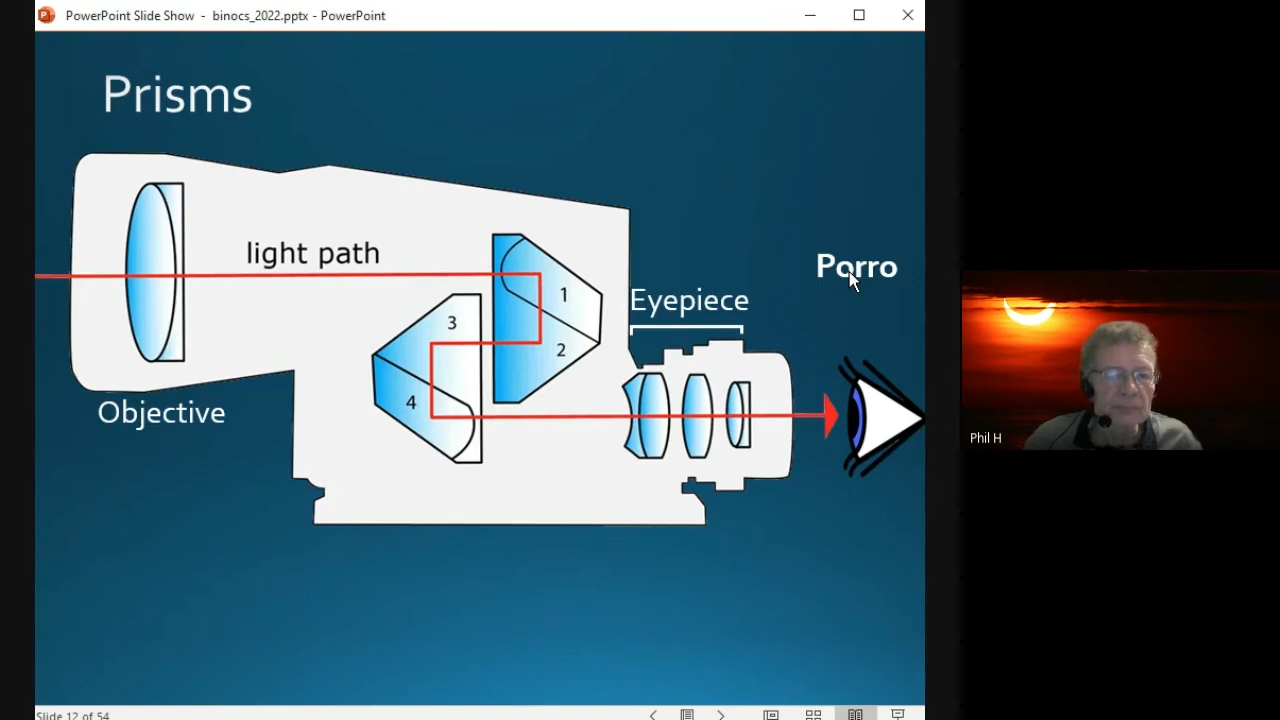 PowerPoint Slide Show - binocs_2022.pptx - PowerPoint
Prisms
light path
Porro
1
Eyepiece
3
2
4
Objective
Phil H
Slide 12 of 54